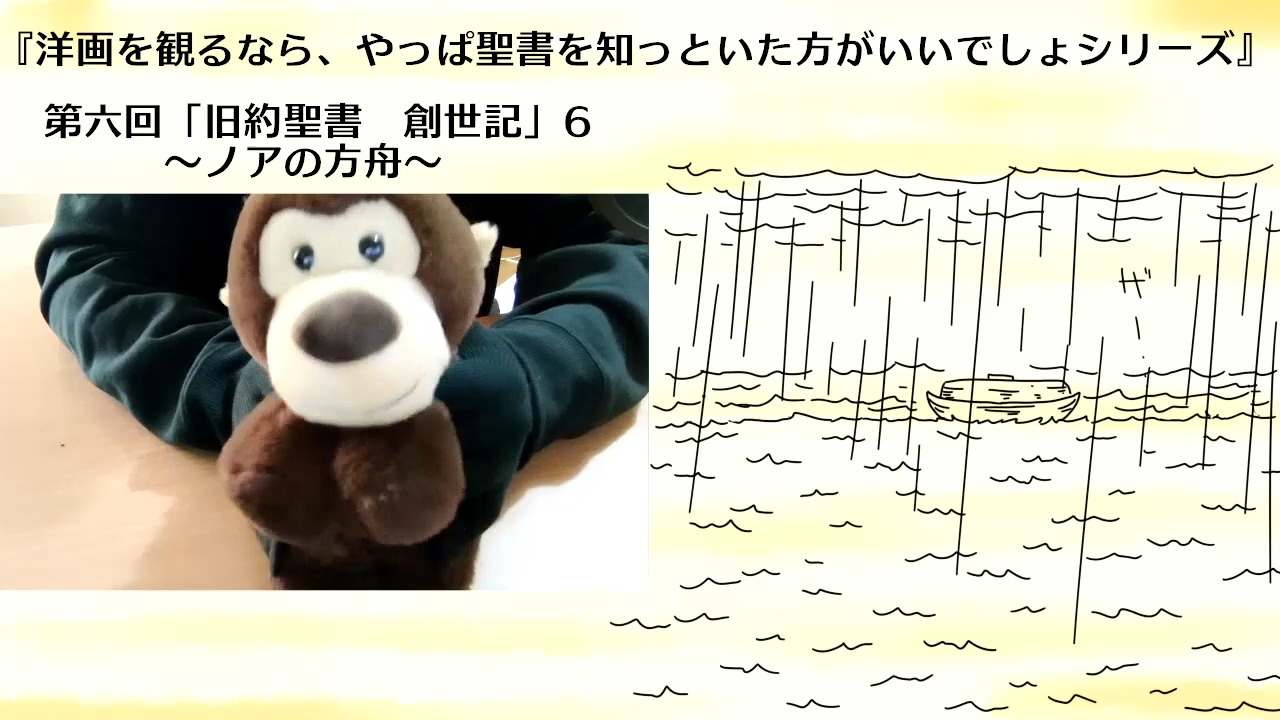 『洋画を観るなら、やっぱ聖書を知っといた方がいいでしょシリーズ』
第六回「旧約聖書　創世記」6
～ノアの方舟～
ザー